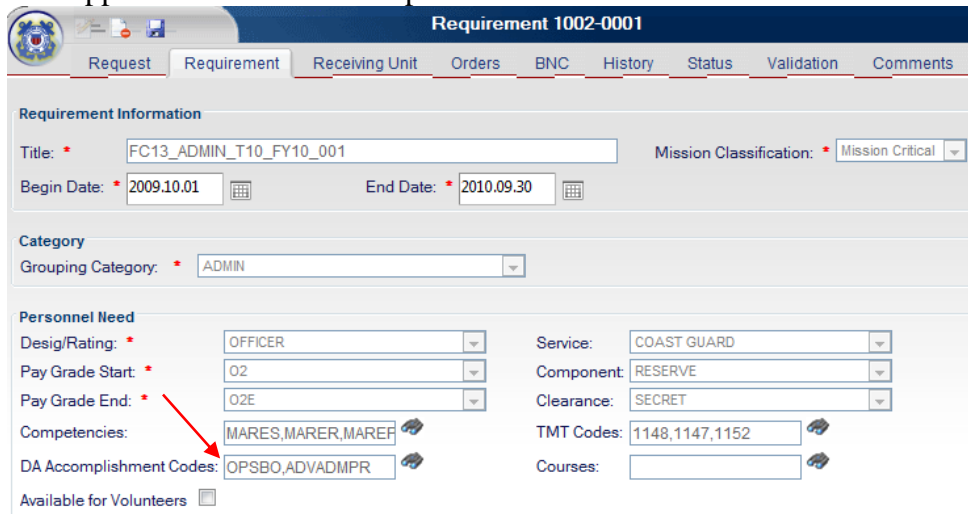 Requirement 1002-0001
Request Requirement Receiving Unit Orders BNC History Status Validation Comments
Requirement Information
Title: * FC13_ADMIN_T10_FY10_001 Mission Classification: * Mission Critical
Begin Date: * 2009.10.01 End Date: * 2010.09.30
Category
Grouping Category: * ADMIN
Personnel Need
Desig/Rating: * OFFICER Service: COAST GUARD
Pay Grade Start: * O2 Component: RESERVE
Pay Grade End: * O2E Clearance: SECRET
Competencies: MARES,MARER,MAREF TMT Codes: 1148,1147,1152
DA Accomplishment Codes: OPSBO,ADVADMPR Courses:
Available for Volunteers